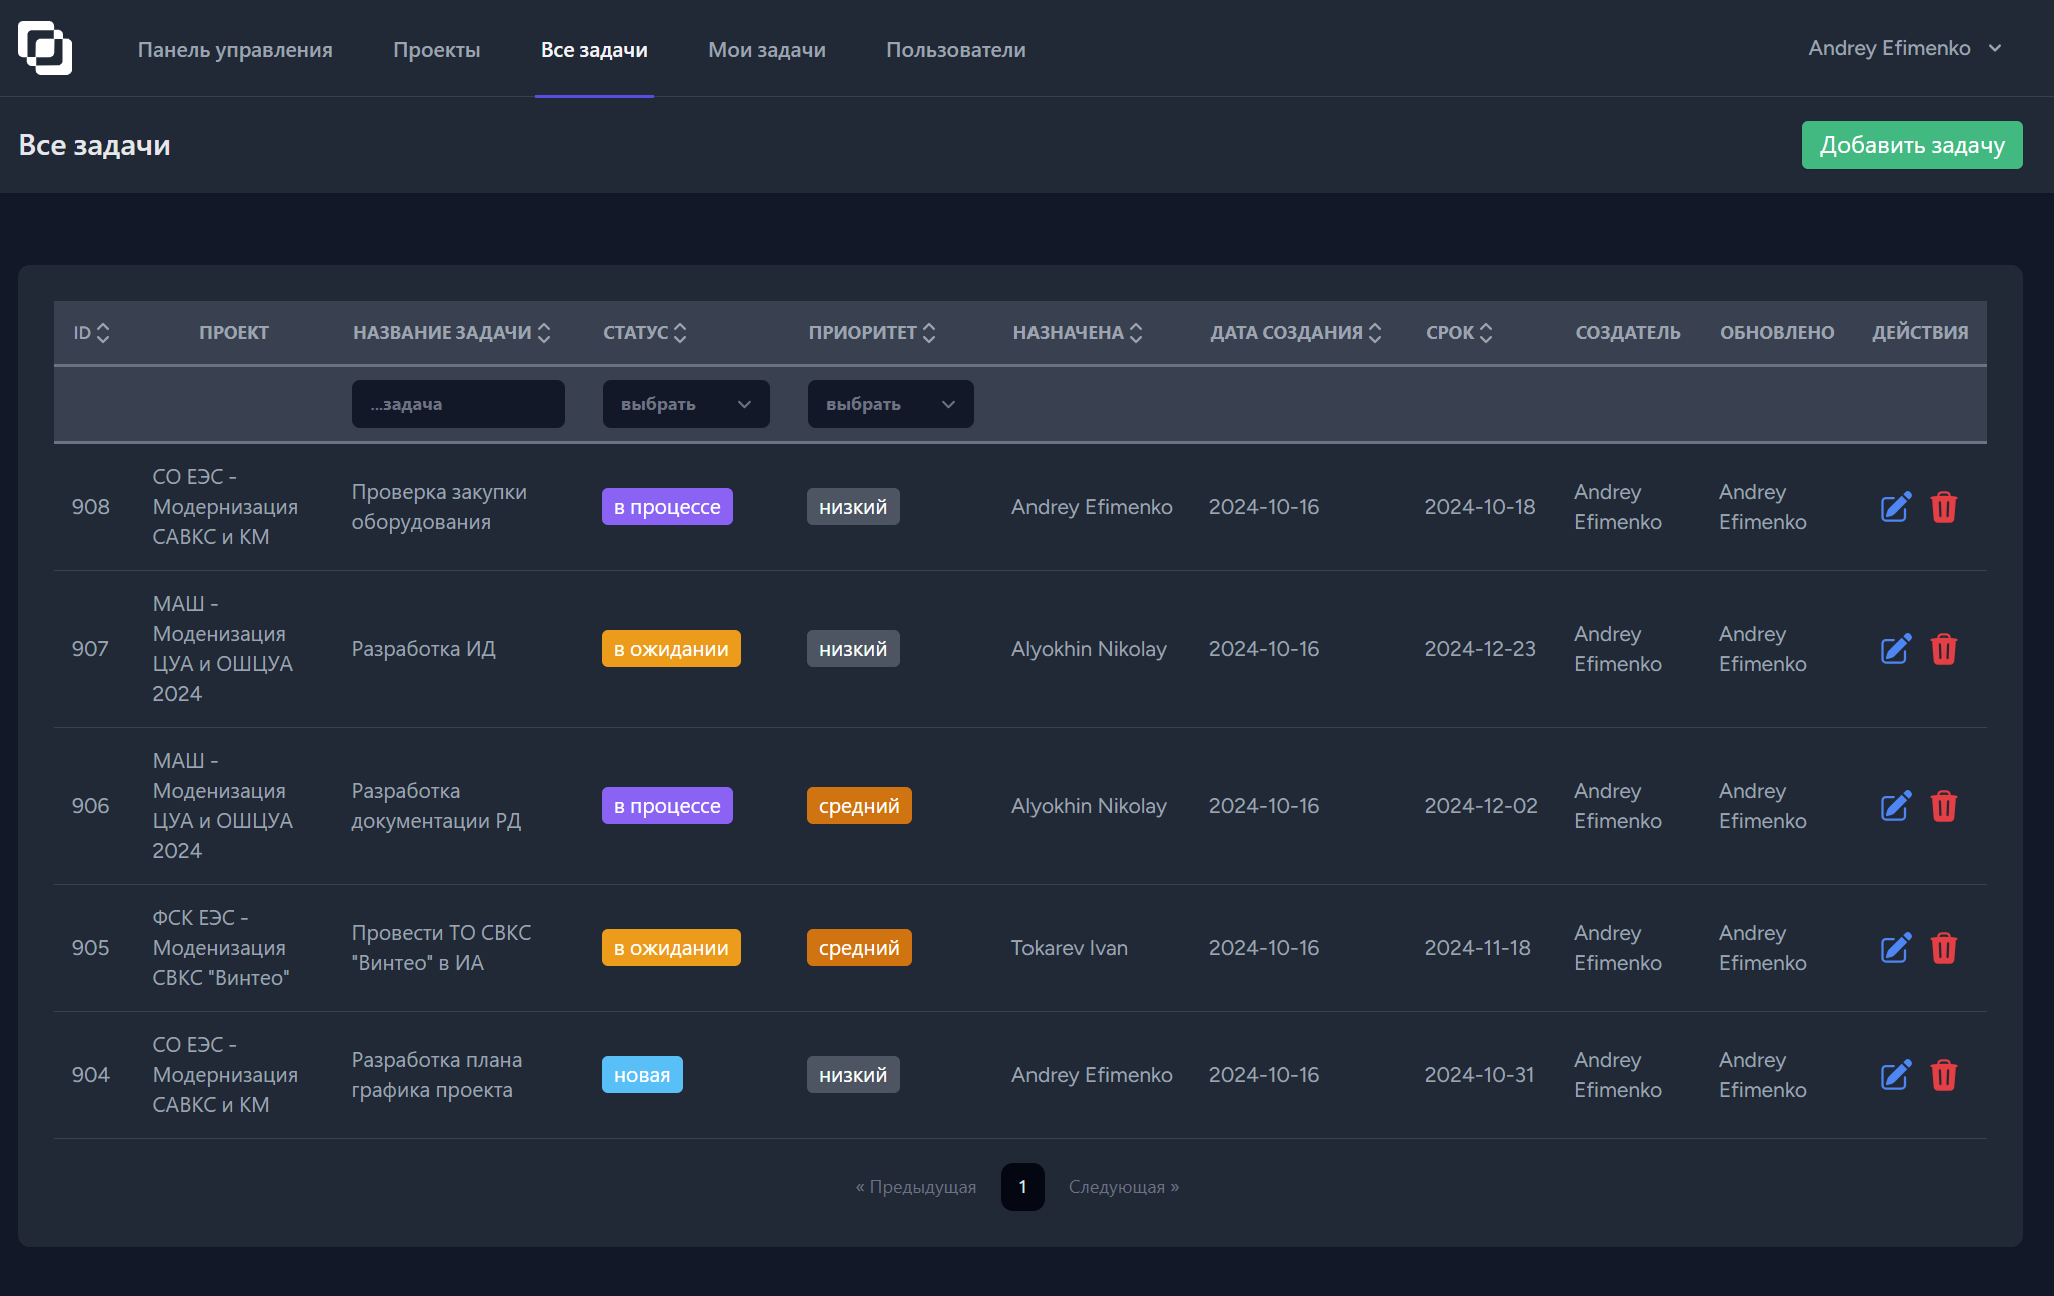 Панель управления Проекты Все задачи Мои задачи Пользователи Andrey Efimenko
Все задачи Добавить задачу
ID ПРОЕКТ НАЗВАНИЕ ЗАДАЧИ СТАТУС ПРИОРИТЕТ НАЗНАЧЕНА ДАТА СОЗДАНИЯ СРОК СОЗДАТЕЛЬ ОБНОВЛЕНО ДЕЙСТВИЯ
...задача выбрать выбрать
СО ЕЭС -
Проверка закупки Andrey Andrey
908 Модернизация в процессе низкий Andrey Efimenko 2024-10-16 2024-10-18
оборудования Efimenko Efimenko
САВКС и КМ
МАШ -
Моденизация Andrey Andrey
907 Разработка ИД в ожидании низкий Alyokhin Nikolay 2024-10-16 2024-12-23
ЦУА и ОШЦУА Efimenko Efimenko
2024
МАШ -
Моденизация Разработка Andrey Andrey
906 в процессе средний Alyokhin Nikolay 2024-10-16 2024-12-02
ЦУА и ОШЦУА документации РД Efimenko Efimenko
2024
ФСК ЕЭС -
Провести ТО СВКС Andrey Andrey
905 Моденизация в ожидании средний Tokarev Ivan 2024-10-16 2024-11-18
"Винтео" в ИА Efimenko Efimenko
СВКС "Винтео"
СО ЕЭС -
Разработка плана Andrey Andrey
904 Модернизация новая низкий Andrey Efimenko 2024-10-16 2024-10-31
графика проекта Efimenko Efimenko
САВКС и КМ
« Предыдущая 1 Следующая »